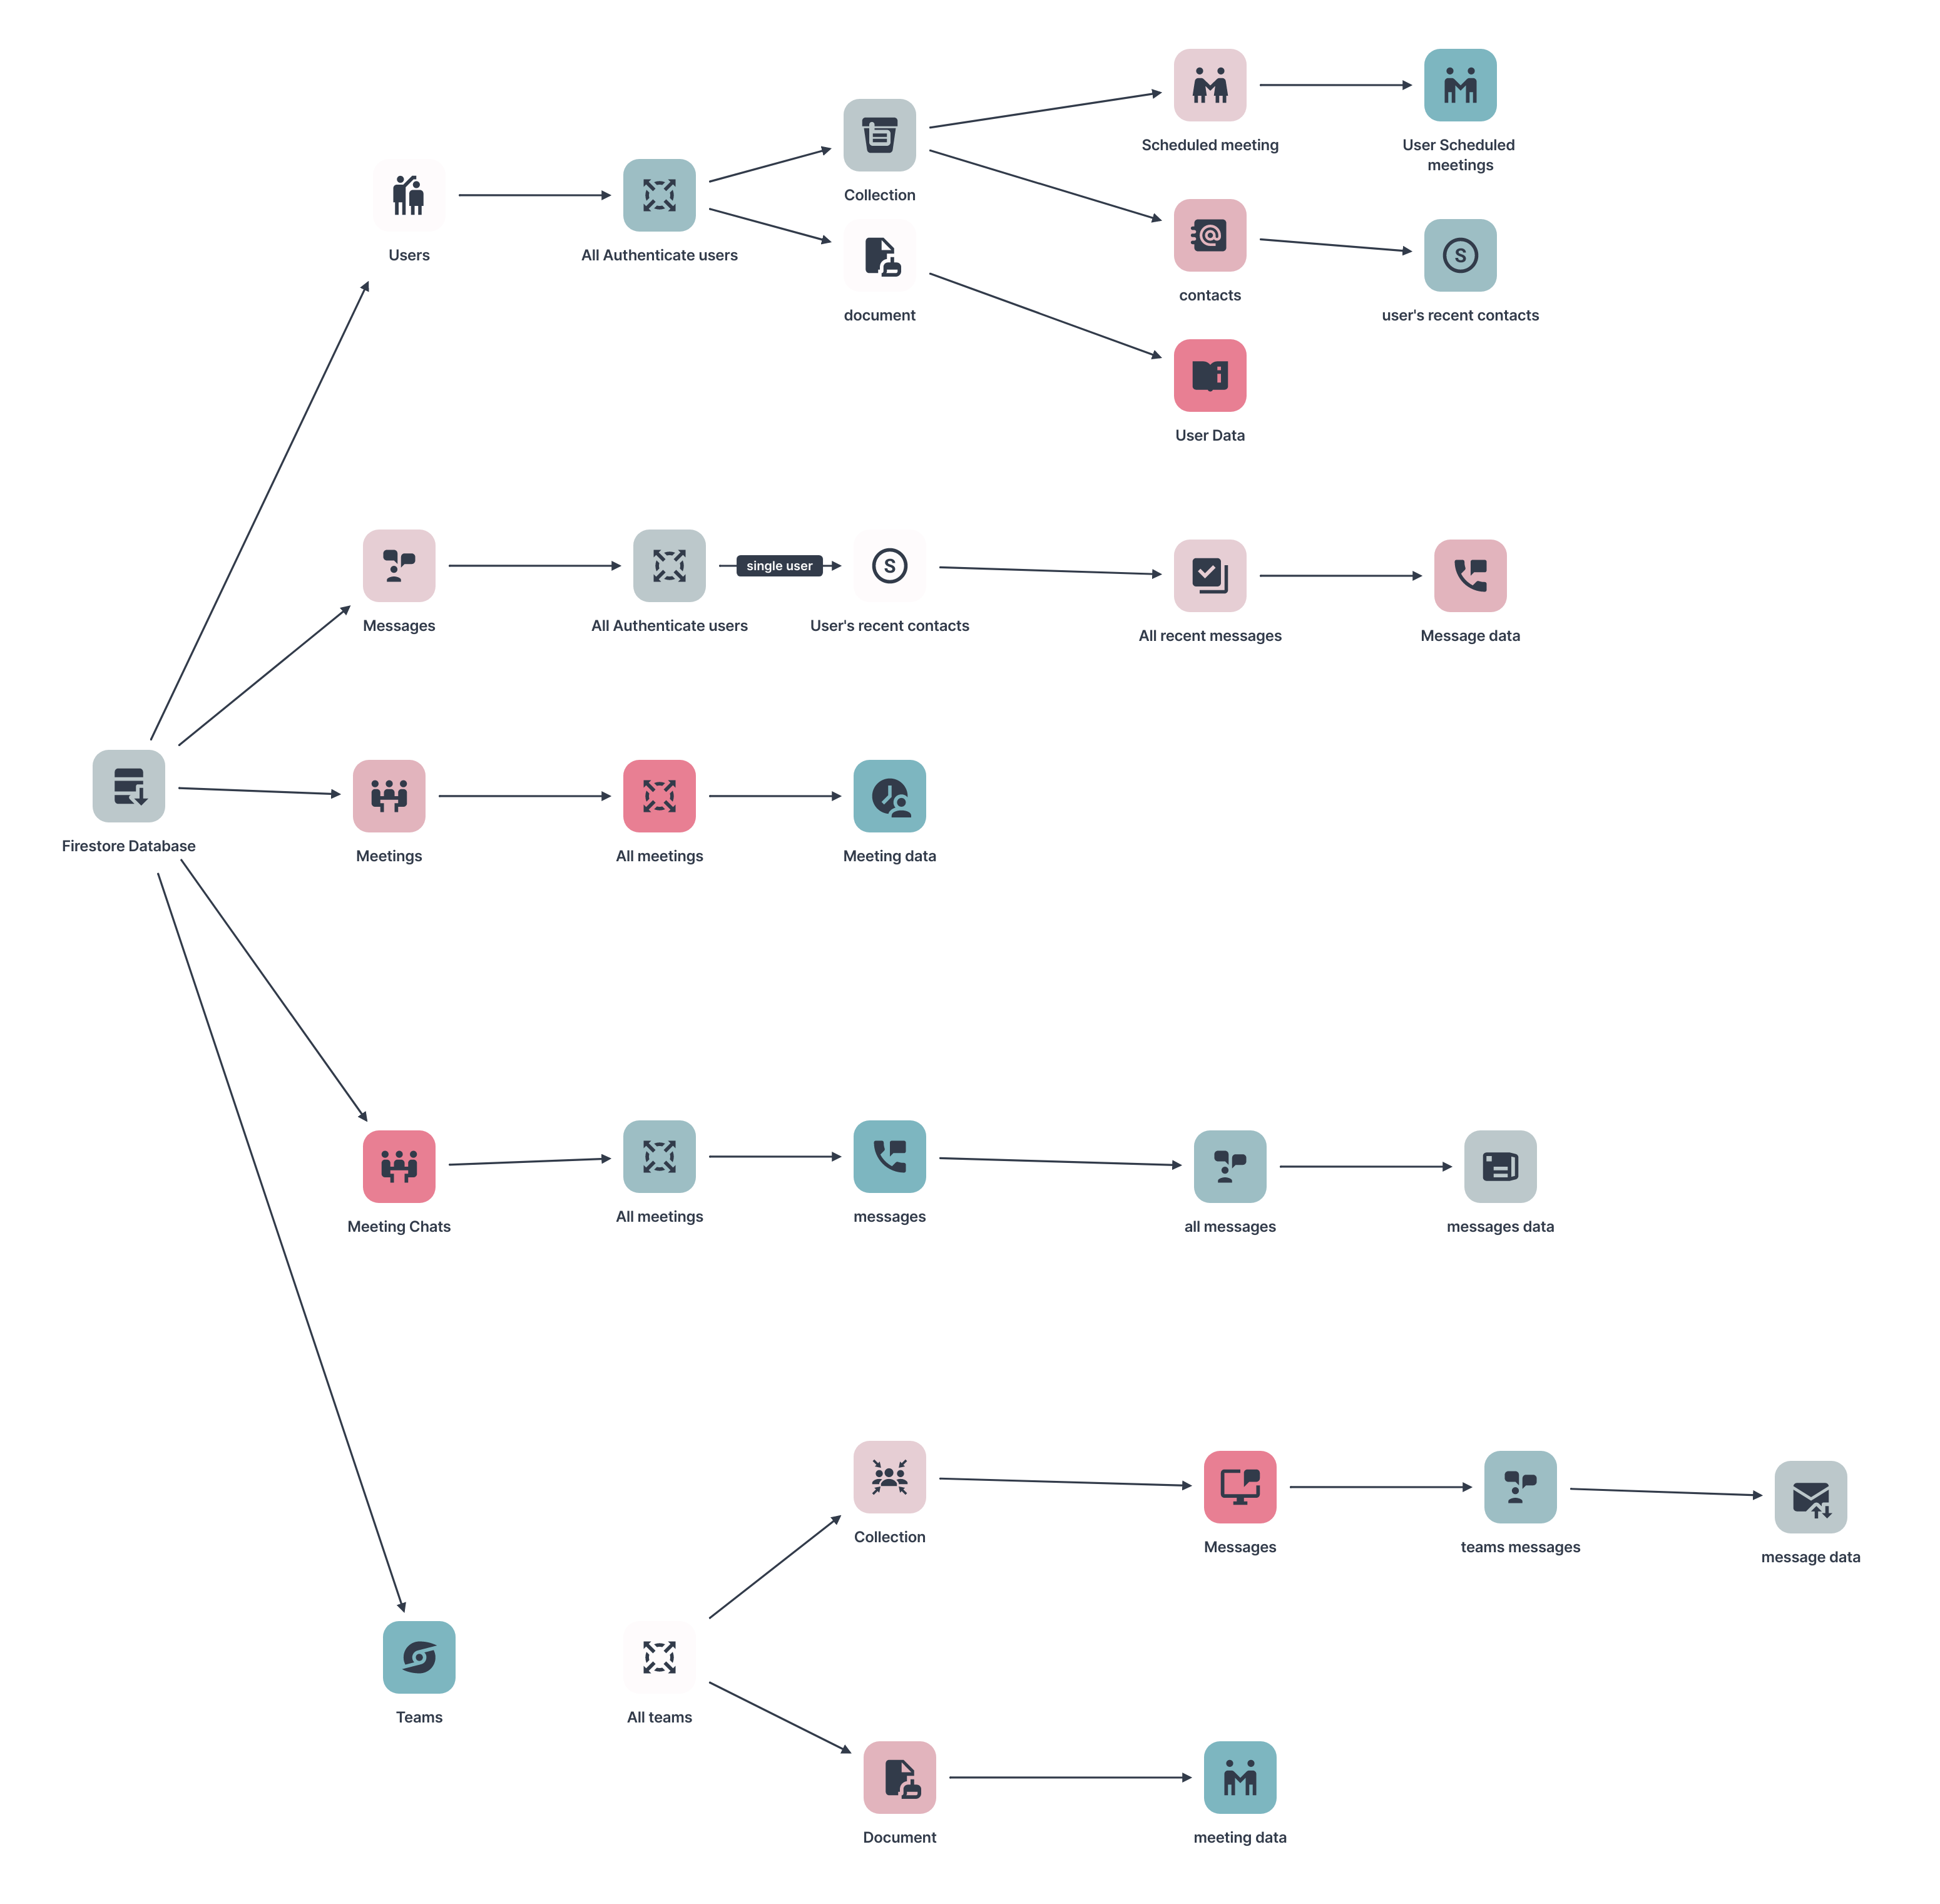 Scheduled meeting
User Scheduled
meetings
Collection
Users
All Authenticate users
document
contacts
user's recent contacts
User Data
single user
Messages
All Authenticate users
User's recent contacts
All recent messages
Message data
Firestore Database
Meetings
All meetings
Meeting data
Meeting Chats
All meetings
messages
all messages
messages data
Collection
Messages
teams messages
message data
Teams
All teams
Document
meeting data